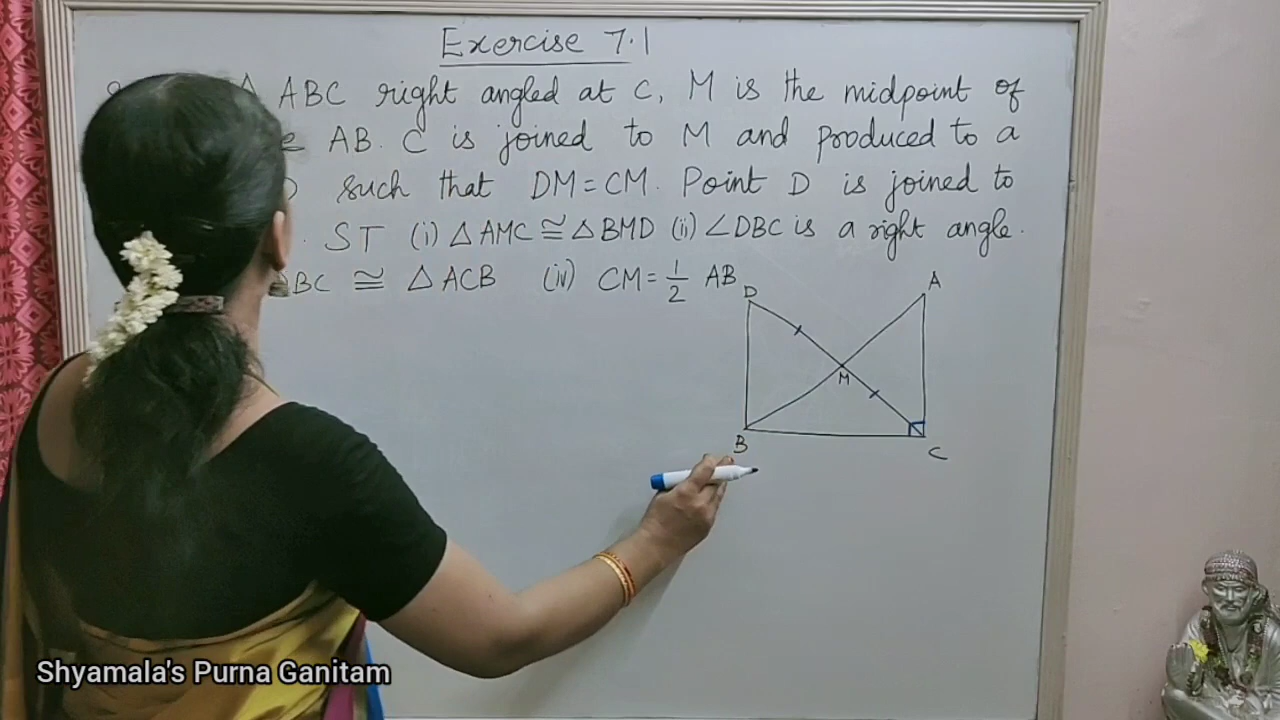 Exercise 7.1
△ ABC right angled at C, M is the midpoint of
AB. C is joined to M and produced to a
D such that DM = CM. Point D is joined to
ST (i) △AMC ≅ △BMD (ii) ∠DBC is a right angle.
BC ≅ △ACB (iv) CM = 1/2 AB
D
A
M
B
C
Shyamala's Purna Ganitam